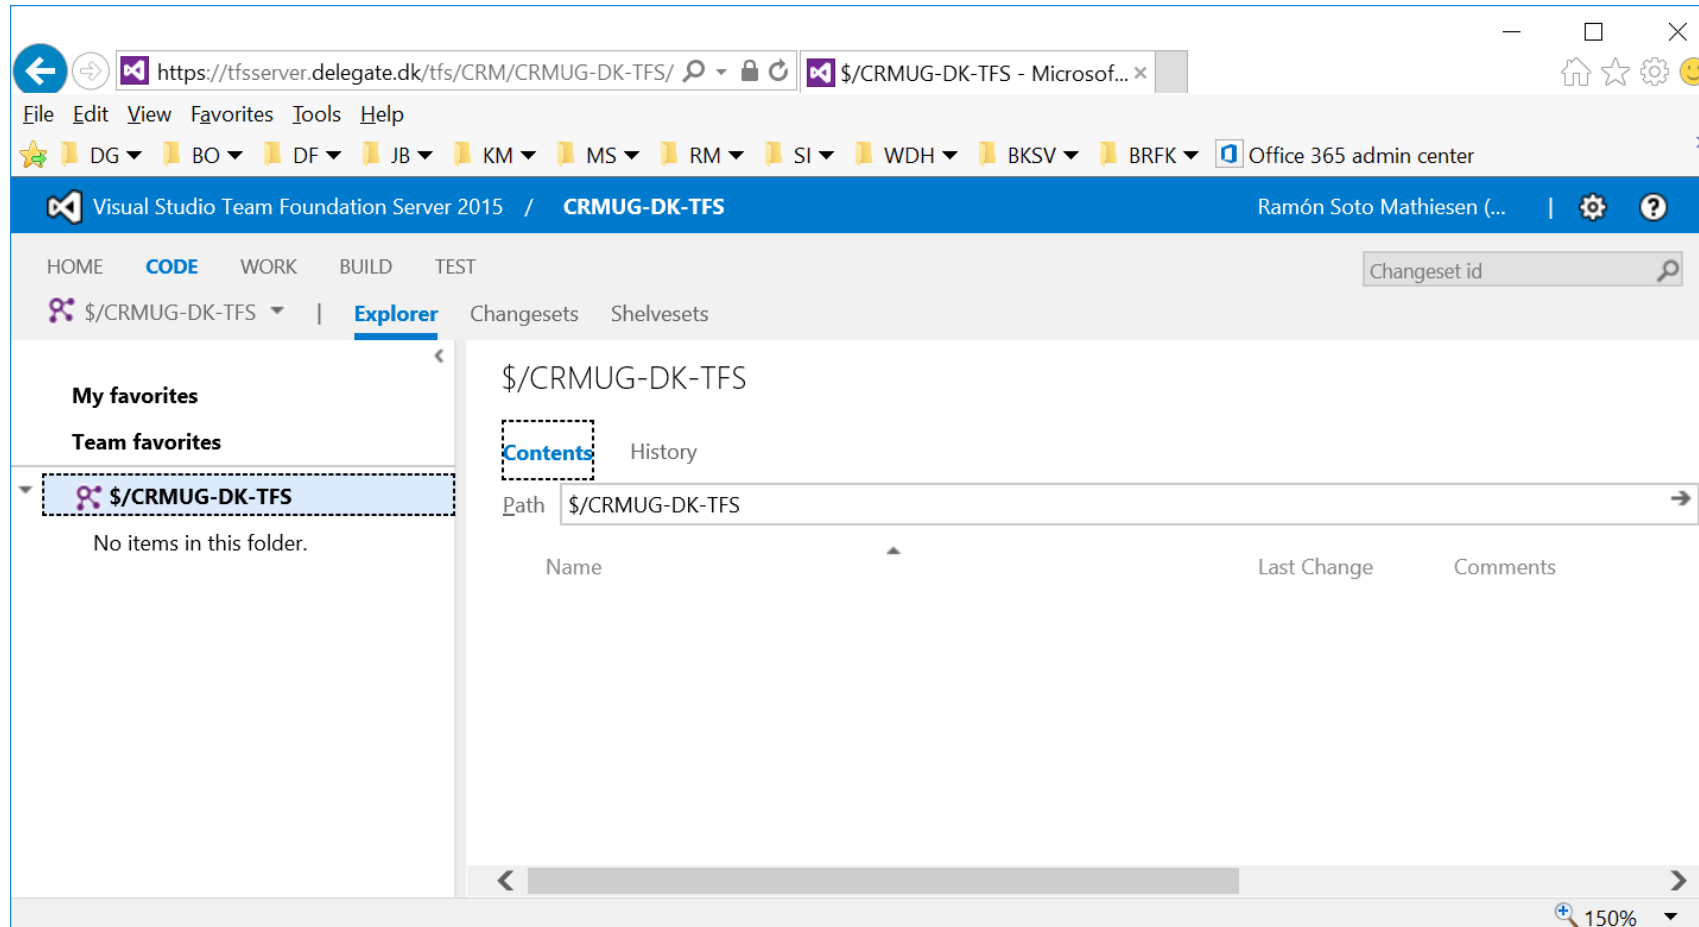 https://tfsserver.delegate.dk/tfs/CRM/CRMUG-DK-TFS/ $/CRMUG-DK-TFS - Microsof... ×
File Edit View Favorites Tools Help
DG BO DF JB KM MS RM SI WDH BKSV BRFK Office 365 admin center
Visual Studio Team Foundation Server 2015 / CRMUG-DK-TFS Ramón Soto Mathiesen (... |
HOME CODE WORK BUILD TEST Changeset id
$/CRMUG-DK-TFS | Explorer Changesets Shelvesets
My favorites
Team favorites
$/CRMUG-DK-TFS
No items in this folder.
$/CRMUG-DK-TFS
Contents History
Path $/CRMUG-DK-TFS
Name Last Change Comments
150%